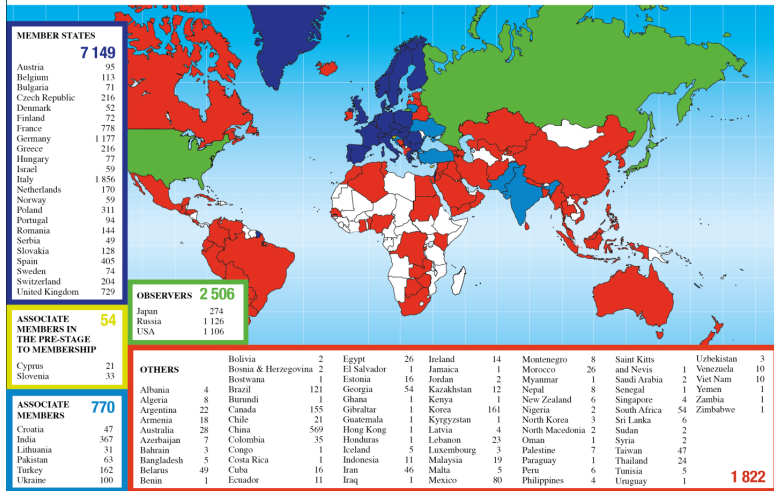 MEMBER STATES
7 149
Austria 95
Belgium 113
Bulgaria 71
Czech Republic 216
Denmark 52
Finland 72
France 778
Germany 1 177
Greece 216
Hungary 77
Israel 59
Italy 1 856
Netherlands 170
Norway 59
Poland 311
Portugal 94
Romania 144
Serbia 49
Slovakia 128
Spain 405
Sweden 74
Switzerland 204
United Kingdom 729
OBSERVERS 2 506
Japan 274
Russia 1 126
USA 1 106
ASSOCIATE 54
MEMBERS IN
THE PRE-STAGE
TO MEMBERSHIP
Cyprus 21
Slovenia 33
ASSOCIATE 770
MEMBERS
Croatia 47
India 367
Lithuania 31
Pakistan 63
Turkey 162
Ukraine 100
OTHERS
Albania 4
Algeria 8
Argentina 22
Armenia 18
Australia 28
Azerbaijan 7
Bahrain 3
Bangladesh 5
Belarus 49
Benin 1
Bolivia 2
Bosnia & Herzegovina 2
Bostwana 1
Brazil 121
Burundi 1
Canada 155
Chile 21
China 569
Colombia 35
Congo 1
Costa Rica 1
Cuba 16
Ecuador 11
Egypt 26
El Salvador 1
Estonia 16
Georgia 54
Ghana 1
Gibraltar 1
Guatemala 1
Hong Kong 1
Honduras 1
Iceland 5
Indonesia 11
Iran 46
Iraq 1
Ireland 14
Jamaica 1
Jordan 2
Kazakhstan 12
Kenya 1
Korea 161
Kyrgyzstan 1
Latvia 4
Lebanon 23
Luxembourg 3
Malaysia 19
Malta 5
Mexico 80
Montenegro 8
Morocco 26
Myanmar 1
Nepal 8
New Zealand 6
Nigeria 2
North Korea 3
North Macedonia 2
Oman 1
Palestine 7
Paraguay 1
Peru 6
Philippines 4
Saint Kitts
and Nevis 1
Saudi Arabia 2
Senegal 1
Singapore 4
South Africa 54
Sri Lanka 6
Sudan 2
Syria 2
Taiwan 47
Thailand 24
Tunisia 5
Uruguay 1
Uzbekistan 3
Venezuela 10
Viet Nam 10
Yemen 1
Zambia 1
Zimbabwe 1
1 822